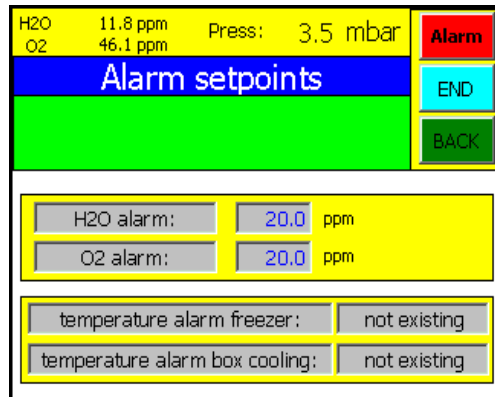 H2O 11.8 ppm Press: 3.5 mbar Alarm
O2 46.1 ppm
Alarm setpoints
END
BACK
H2O alarm: 20.0 ppm
O2 alarm: 20.0 ppm
temperature alarm freezer: not existing
temperature alarm box cooling: not existing